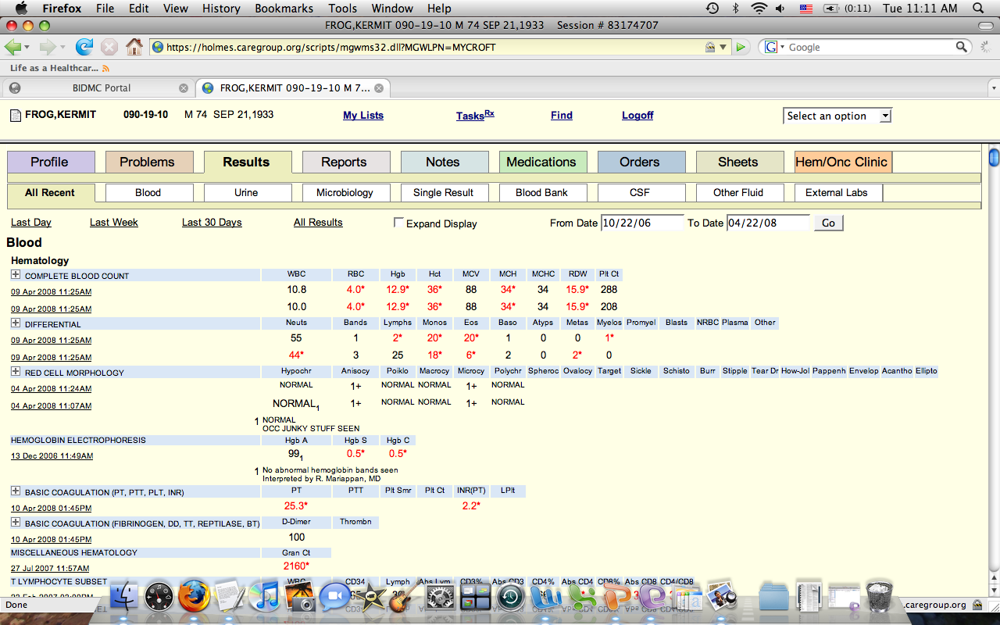 Firefox File Edit View History Bookmarks Tools Window Help (0:11) Tue 11:11 AM
FROG,KERMIT 090-19-10 M 74 SEP 21,1933 Session # 83174707
https://holmes.caregroup.org/scripts/mgwms32.dll?MGWLPN=MYCROFT G Google
Life as a Healthcar...
BIDMC Portal FROG,KERMIT 090-19-10 M 7...
FROG,KERMIT 090-19-10 M 74 SEP 21,1933 My Lists TasksRx Find Logoff Select an option
Profile Problems Results Reports Notes Medications Orders Sheets Hem/Onc Clinic
All Recent Blood Urine Microbiology Single Result Blood Bank CSF Other Fluid External Labs
Last Day Last Week Last 30 Days All Results Expand Display From Date 10/22/06 To Date 04/22/08 Go
Blood
Hematology
COMPLETE BLOOD COUNT WBC RBC Hgb Hct MCV MCH MCHC RDW Plt Ct
09 Apr 2008 11:25AM 10.8 4.0* 12.9* 36* 88 34* 34 15.9* 288
09 Apr 2008 11:25AM 10.0 4.0* 12.9* 36* 88 34* 34 15.9* 208
DIFFERENTIAL Neuts Bands Lymphs Monos Eos Baso Atyps Metas Myelos Promyel Blasts NRBC Plasma Other
09 Apr 2008 11:25AM 55 1 2* 20* 20* 1 0 0 1*
09 Apr 2008 11:25AM 44* 3 25 18* 6* 2 0 2* 0
RED CELL MORPHOLOGY Hypochr Anisocy Poiklo Macrocy Microcy Polychr Spheroc Ovalocy Target Sickle Schisto Burr Stipple Tear Dr How-Jol Pappenh Envelop Acantho Ellipto
04 Apr 2008 11:24AM NORMAL 1+ NORMAL NORMAL 1+ NORMAL
04 Apr 2008 11:07AM NORMAL1 1+ NORMAL NORMAL 1+ NORMAL
1 NORMAL
OCC JUNKY STUFF SEEN
HEMOGLOBIN ELECTROPHORESIS Hgb A Hgb S Hgb C
13 Dec 2006 11:49AM 991 0.5* 0.5*
1 No abnormal hemoglobin bands seen
Interpreted by R. Mariappan, MD
BASIC COAGULATION (PT, PTT, PLT, INR) PT PTT Plt Smr Plt Ct INR(PT) LPlt
10 Apr 2008 01:45PM 25.3* 2.2*
BASIC COAGULATION (FIBRINOGEN, DD, TT, REPTILASE, BT) D-Dimer Thrombn
10 Apr 2008 01:45PM 100
MISCELLANEOUS HEMATOLOGY Gran Ct
27 Jul 2007 11:57AM 2160*
T LYMPHOCYTE SUBSET WBC CD34 Lymph Abs Lym CD3% Abs CD3 CD4% Abs CD4 CD8% Abs CD8 CD4/CD8
Done .caregroup.org